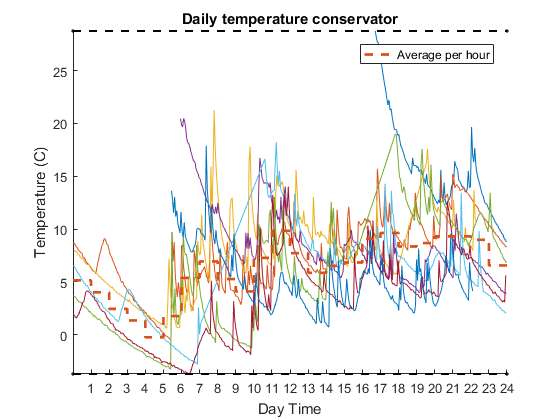 Daily temperature conservator
Average per hour
Temperature (C)
25
20
15
10
5
0
1 2 3 4 5 6 7 8 9 10 11 12 13 14 15 16 17 18 19 20 21 22 23 24
Day Time